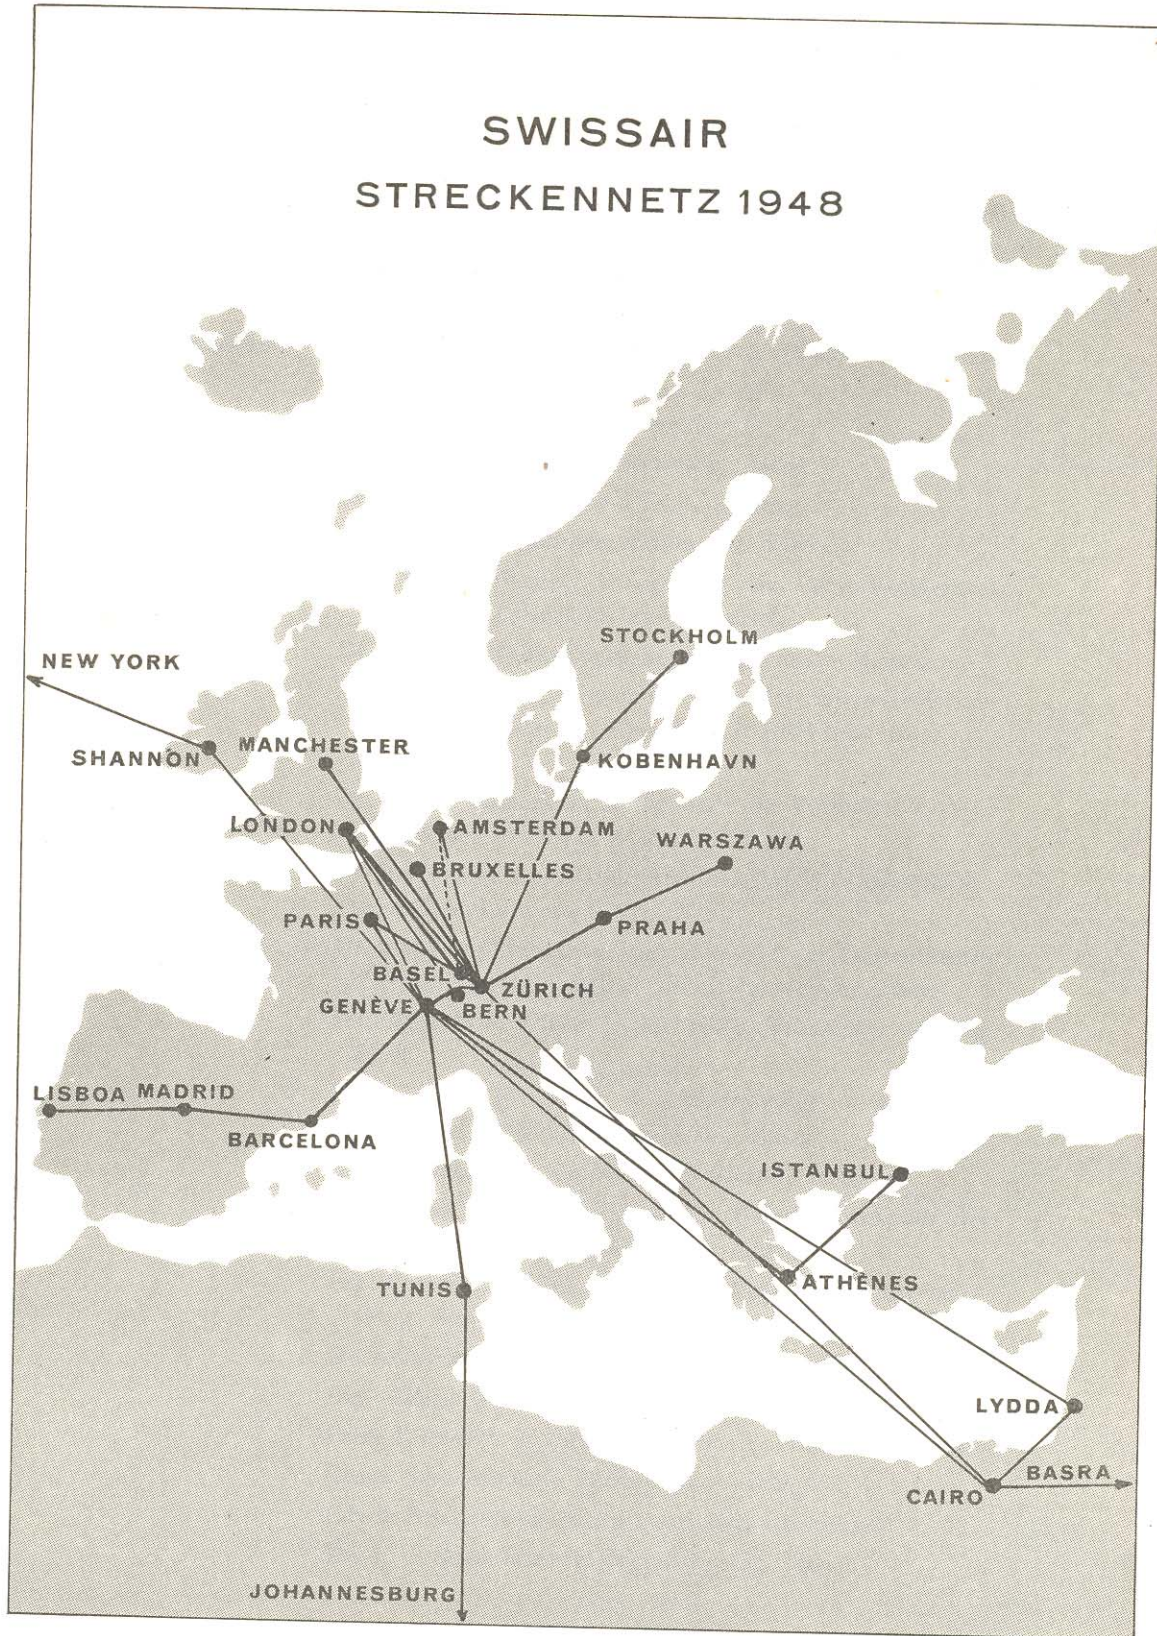 SWISSAIR
STRECKENNETZ 1948
STOCKHOLM
NEW YORK
SHANNON
MANCHESTER
KOBENHAVN
LONDON
AMSTERDAM
WARSZAWA
BRUXELLES
PARIS
PRAHA
BASEL
ZÜRICH
GENÈVE
BERN
LISBOA
MADRID
BARCELONA
ISTANBUL
TUNIS
ATHÈNES
LYDDA
BASRA
CAIRO
JOHANNESBURG